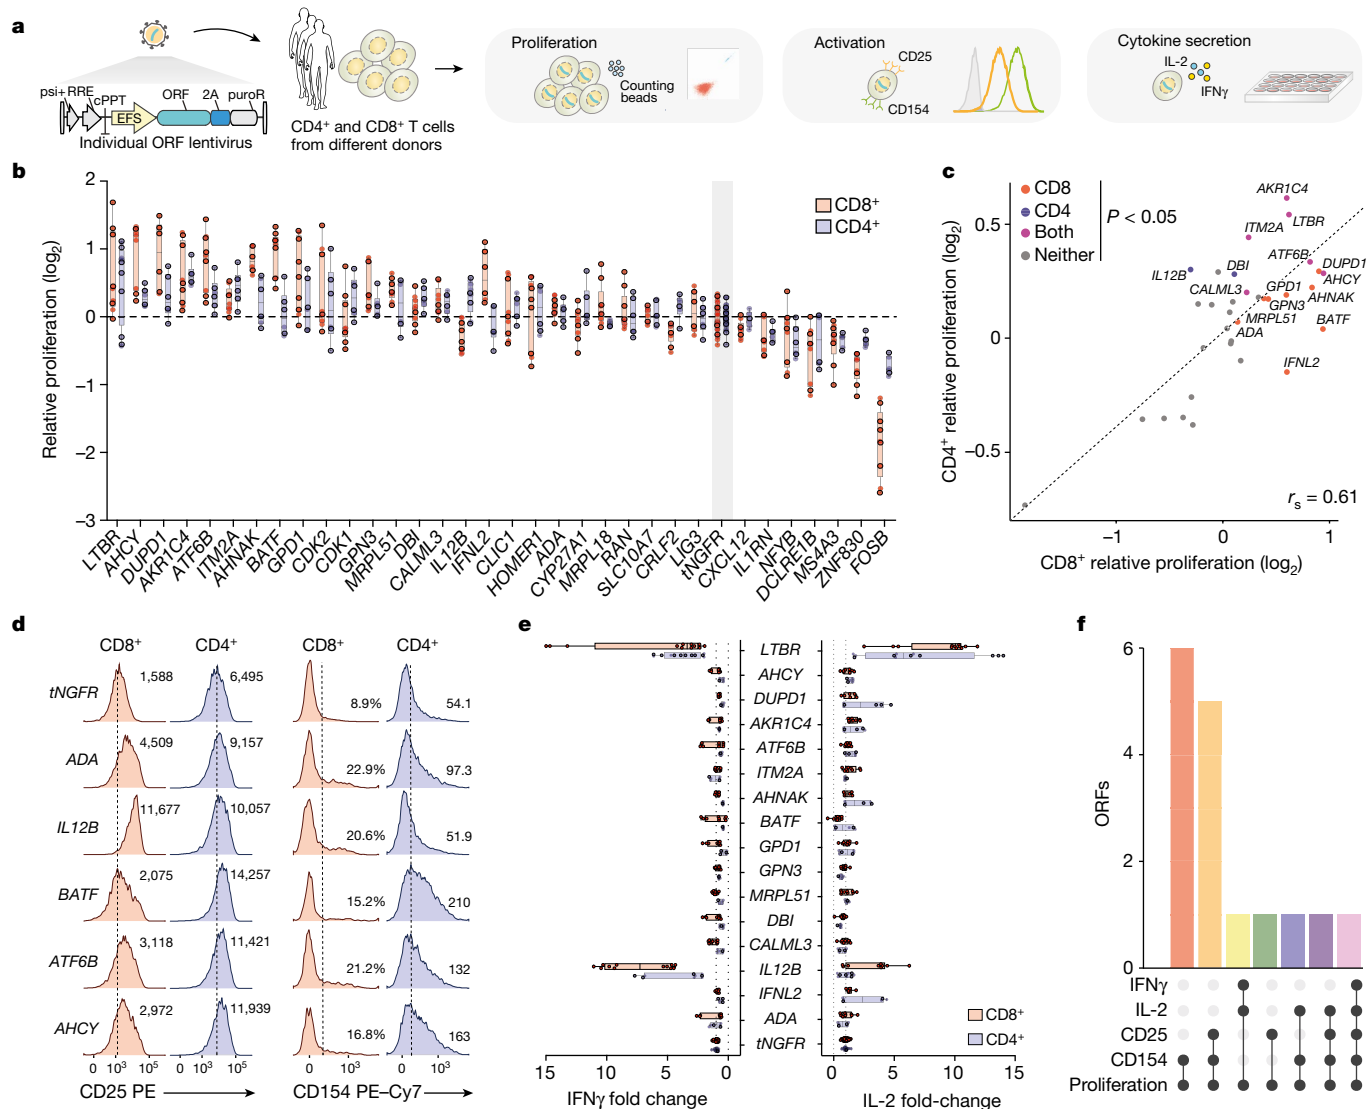 a
psi+
RRE
cPPT
EFS
ORF
2A
puroR
Individual ORF lentivirus
CD4+ and CD8+ T cells
from different donors
Proliferation
Counting
beads
Activation
CD25
CD154
Cytokine secretion
IL-2
IFNγ
b
Relative proliferation (log2)
2
1
0
−1
−2
−3
CD8+
CD4+
LTBR
AHCY
DUPD1
AKR1C4
ATF6B
ITM2A
AHNAK
BATF
GPD1
CDK2
CDK1
GPN3
MRPL51
DBI
CALML3
IL12B
IFNL2
CLIC1
HOMER1
ADA
CYP27A1
MRPL18
RAN
SLC10A7
CRLF2
LIG3
tNGFR
CXCL12
IL1RN
NFYB
DCLRE1B
MS4A3
ZNF830
FOSB
c
CD8
CD4
Both
Neither
P < 0.05
CD4+ relative proliferation (log2)
0.5
0
−0.5
AKR1C4
LTBR
ITM2A
ATF6B
DUPD1
IL12B
DBI
AHCY
GPD1
CALML3
AHNAK
GPN3
MRPL51
BATF
ADA
IFNL2
rs = 0.61
−1
0
1
CD8+ relative proliferation (log2)
d
CD8+
CD4+
CD8+
CD4+
tNGFR
1,588
6,495
8.9%
54.1
ADA
4,509
9,157
22.9%
97.3
IL12B
11,677
10,057
20.6%
51.9
BATF
2,075
14,257
15.2%
210
ATF6B
3,118
11,421
21.2%
132
AHCY
2,972
11,939
16.8%
163
0
10³
10⁵
0
10³
10⁵
0
10³
0
10³
CD25 PE
CD154 PE–Cy7
e
LTBR
AHCY
DUPD1
AKR1C4
ATF6B
ITM2A
AHNAK
BATF
GPD1
GPN3
MRPL51
DBI
CALML3
IL12B
IFNL2
ADA
tNGFR
CD8+
CD4+
15
10
5
0
IFNγ fold change
0
5
10
15
IL-2 fold-change
f
ORFs
6
4
2
0
IFNγ
IL-2
CD25
CD154
Proliferation